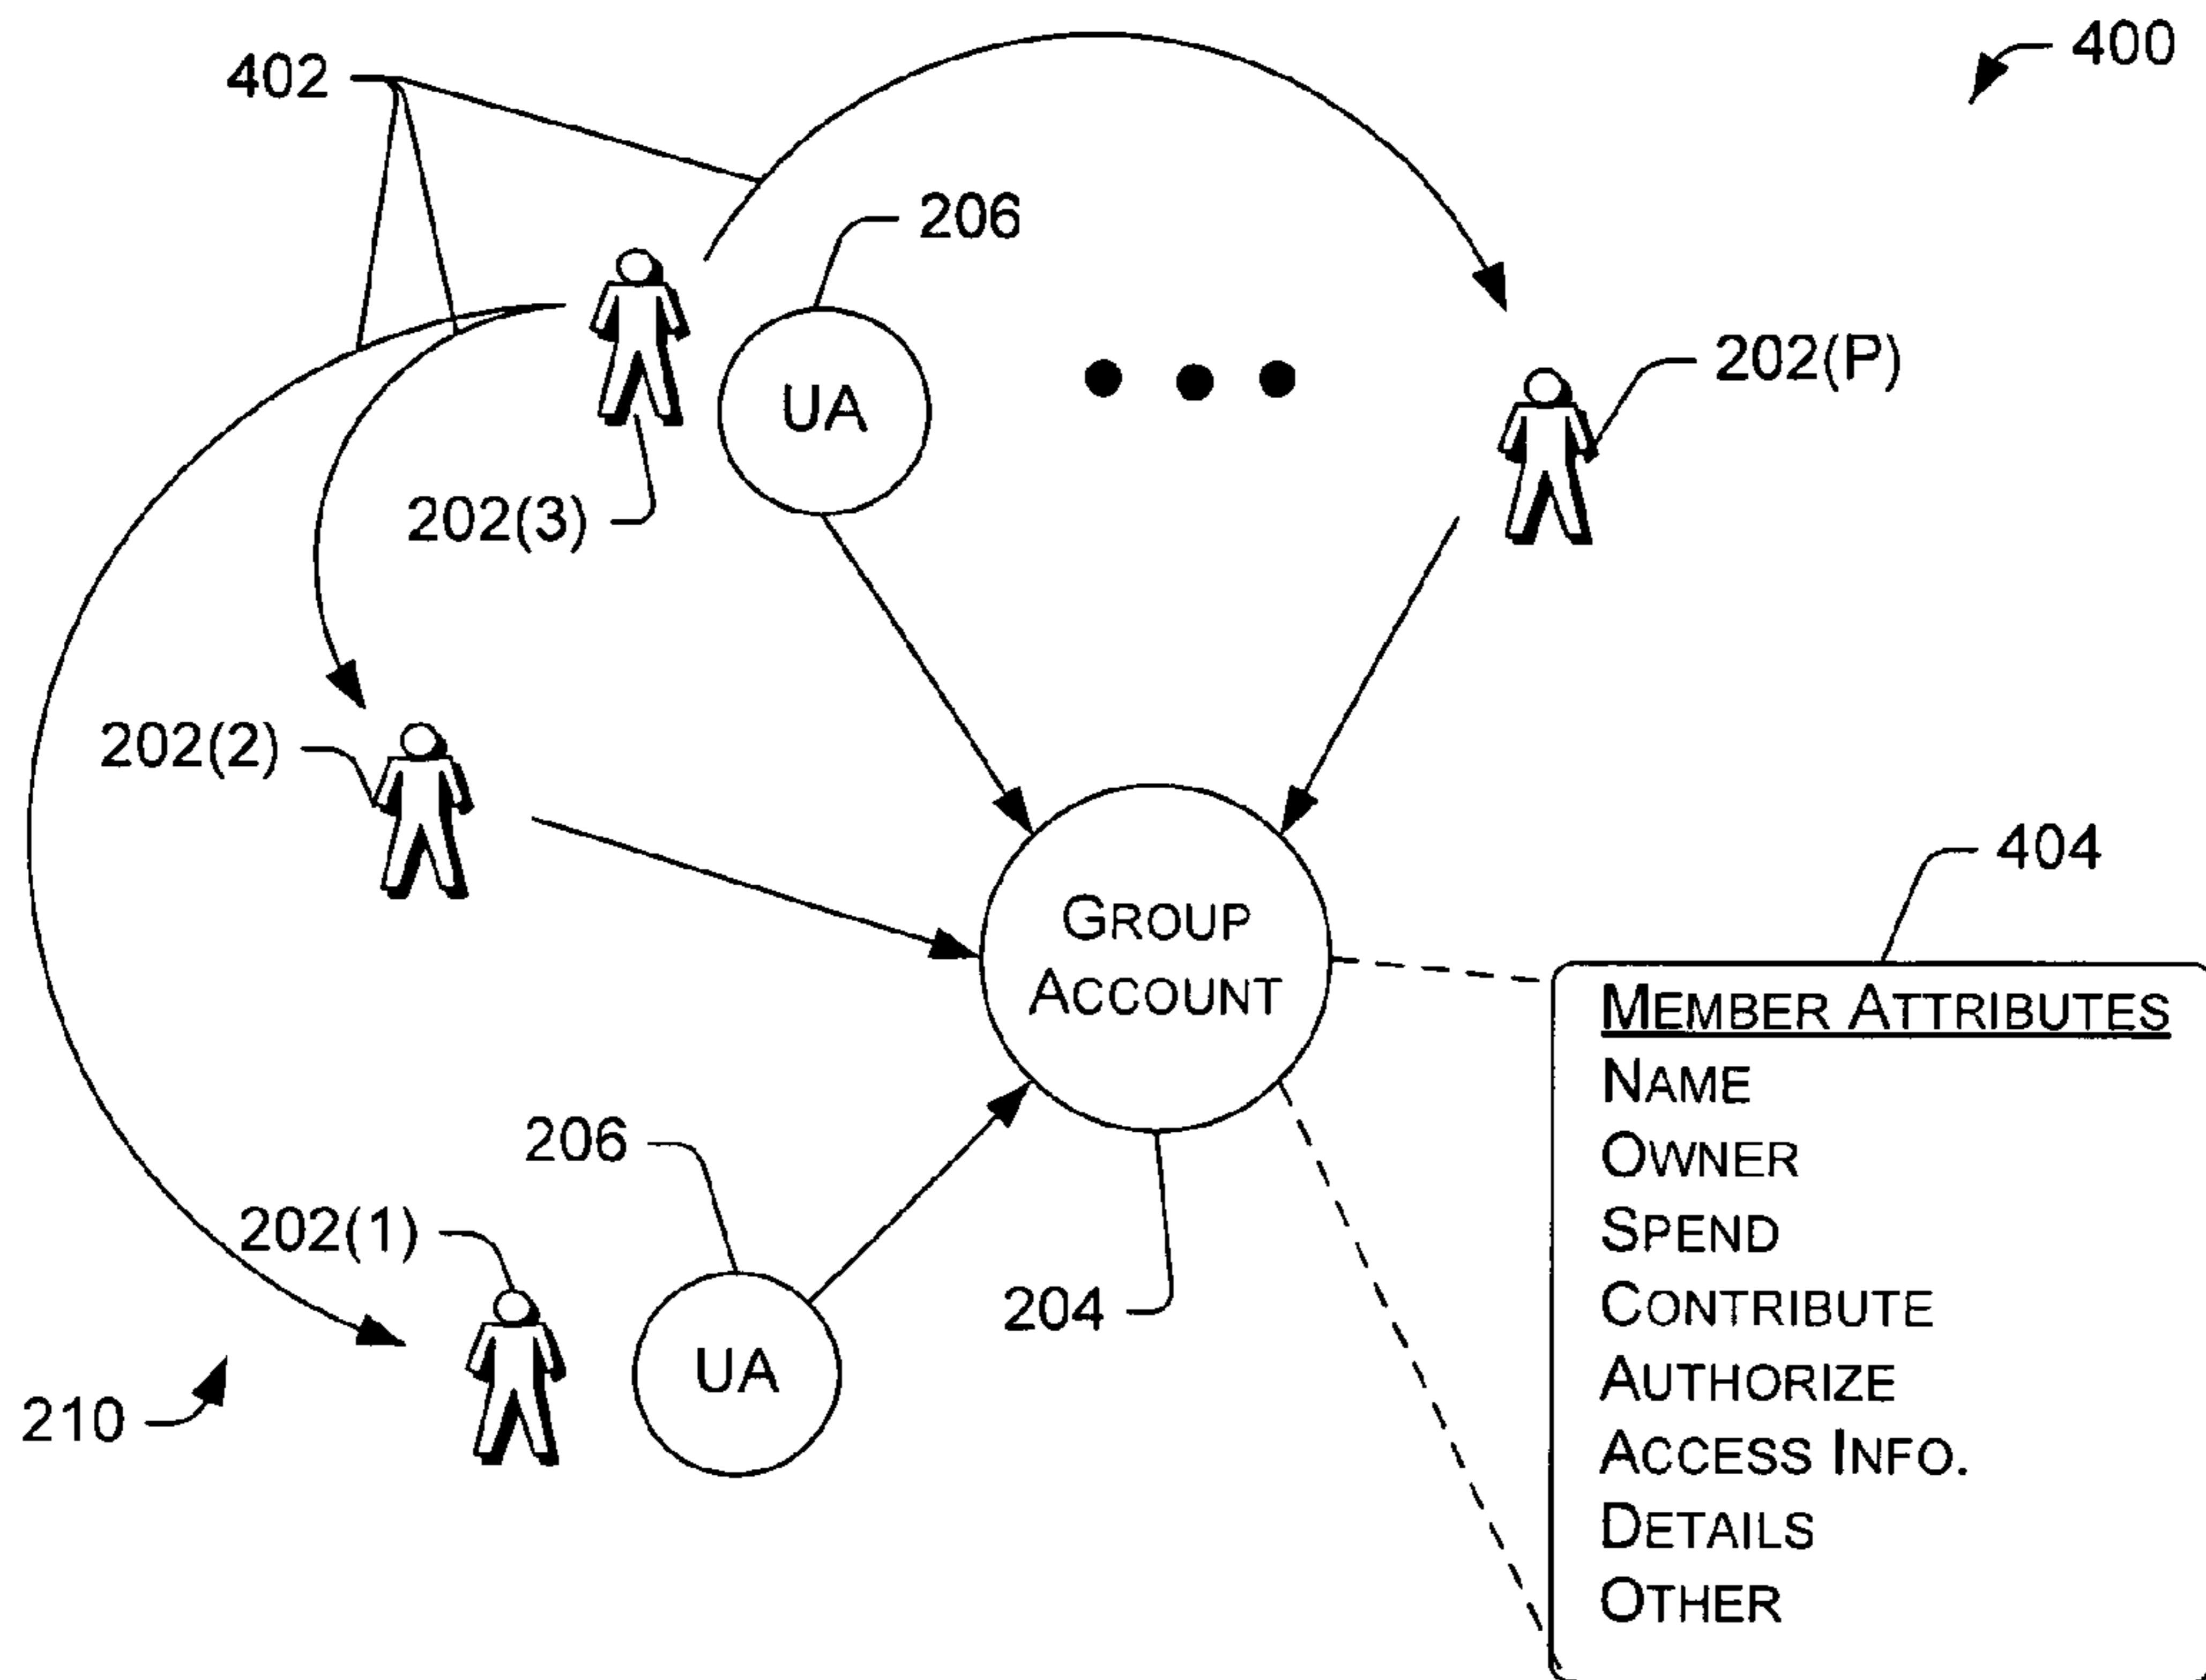 400
402
206
202(P)
UA
202(3)
202(2)
404
GROUP
ACCOUNT
MEMBER ATTRIBUTES
NAME
OWNER
SPEND
CONTRIBUTE
AUTHORIZE
ACCESS INFO.
DETAILS
OTHER
206
202(1)
204
UA
210